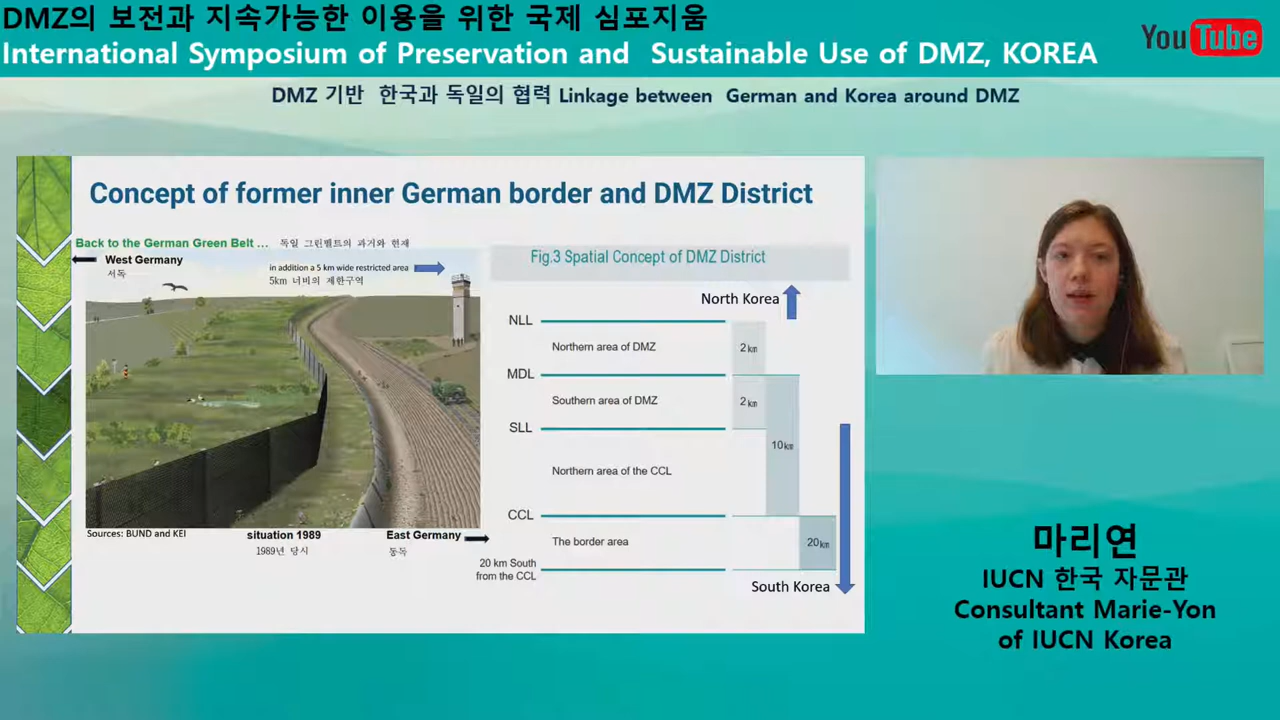 DMZ의 보전과 지속가능한 이용을 위한 국제 심포지움
International Symposium of Preservation and Sustainable Use of DMZ, KOREA
YouTube
DMZ 기반 한국과 독일의 협력 Linkage between German and Korea around DMZ
Concept of former inner German border and DMZ District
Back to the German Green Belt ... 독일 그린벨트의 과거와 현재
West Germany
서독
in addition a 5 km wide restricted area
5km 너비의 제한구역
Sources: BUND and KEI
situation 1989
1989년 당시
East Germany
동독
Fig.3 Spatial Concept of DMZ District
North Korea
NLL
Northern area of DMZ
2km
MDL
Southern area of DMZ
2km
SLL
10km
Northern area of the CCL
CCL
The border area
20km
20 km South
from the CCL
South Korea
마리연
IUCN 한국 자문관
Consultant Marie-Yon
of IUCN Korea